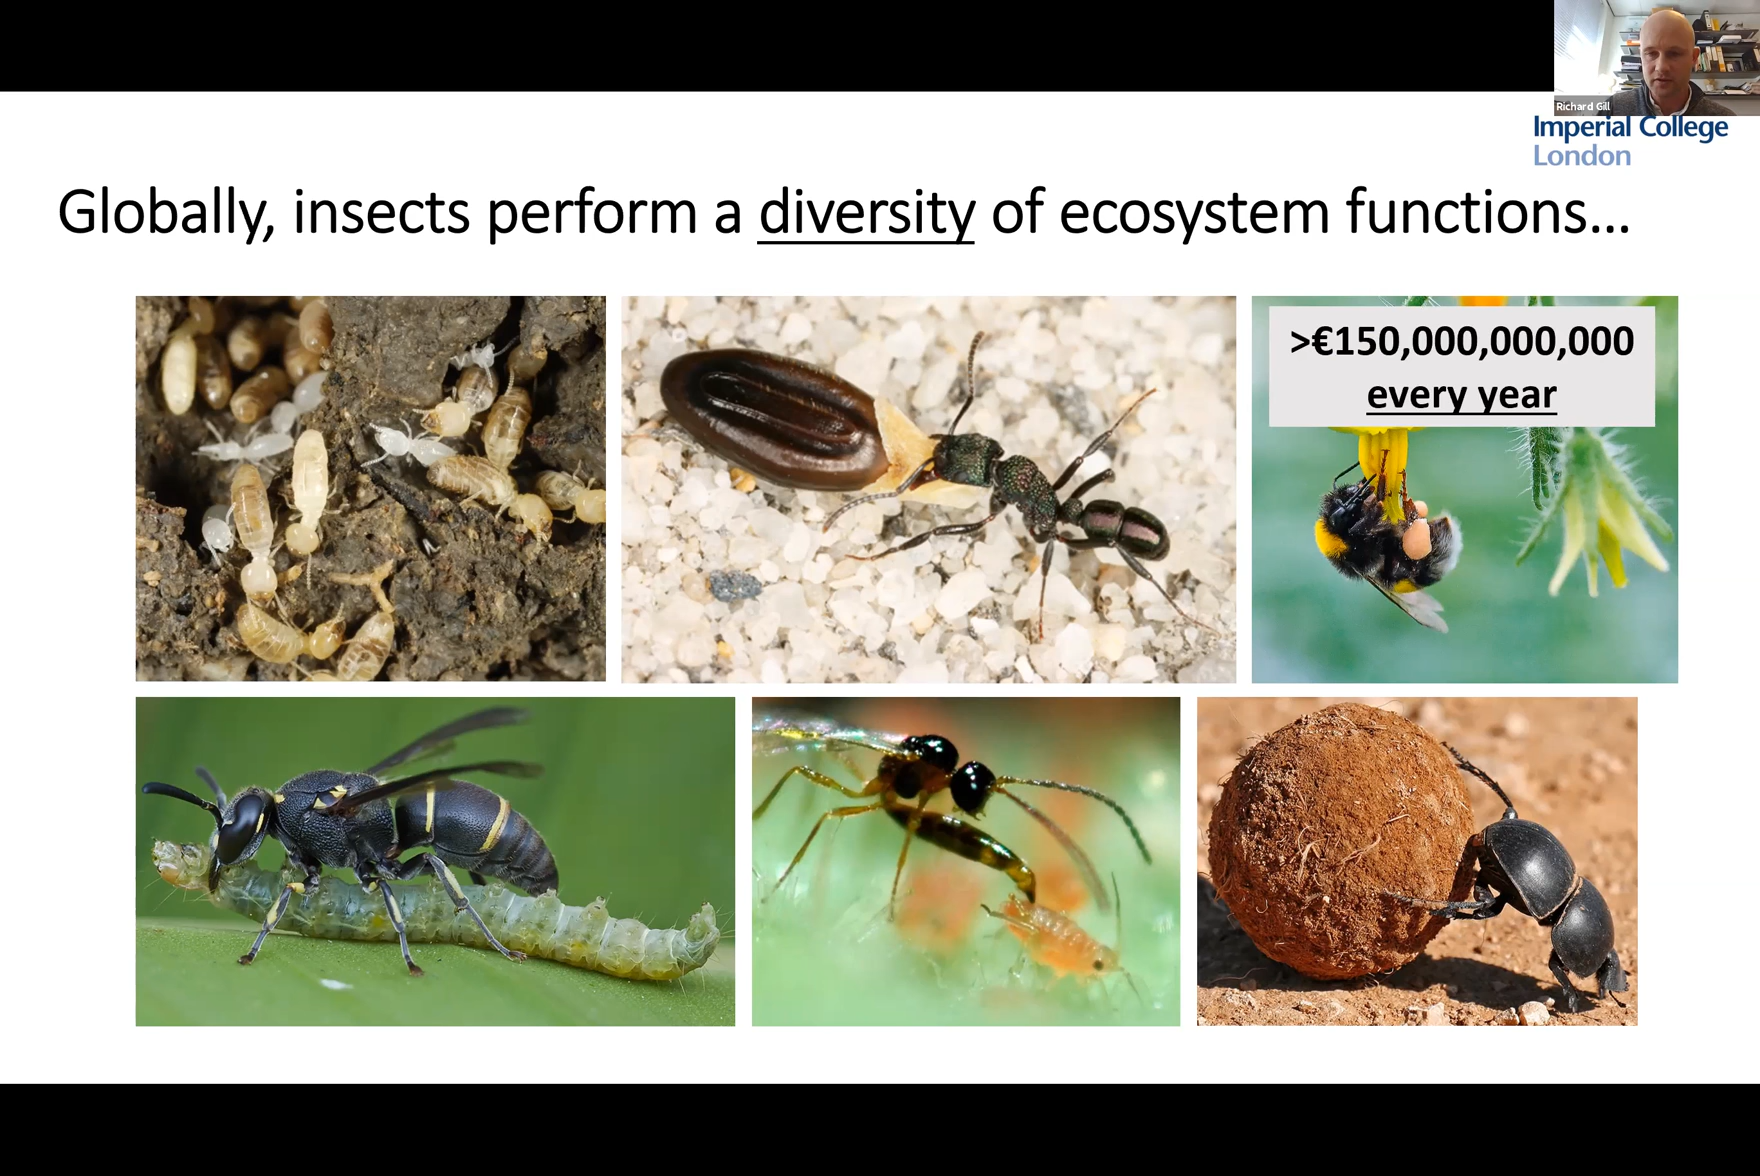 Richard Gill
Imperial College
London
Globally, insects perform a diversity of ecosystem functions...
>€150,000,000,000
every year